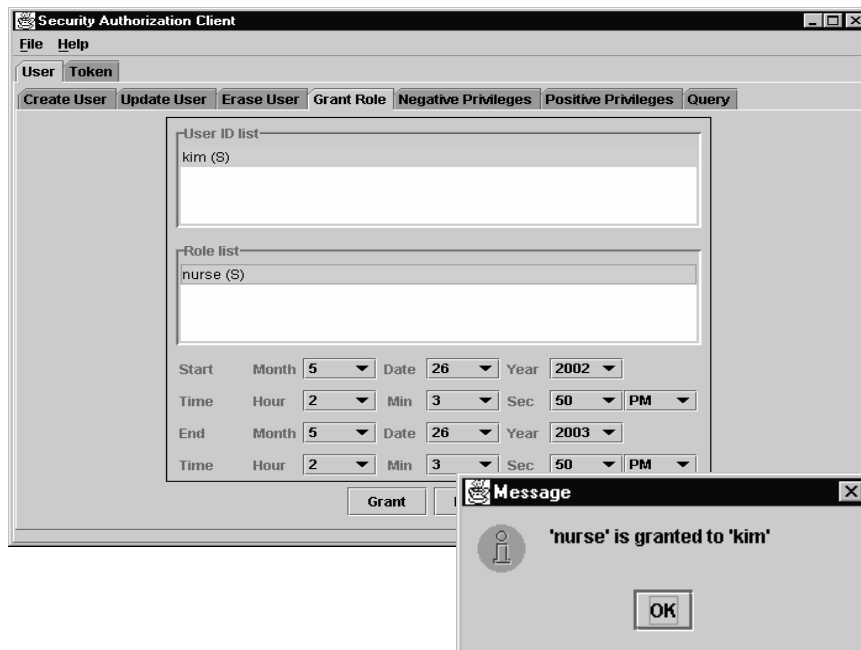 Security Authorization Client
File Help
User Token
Create User Update User Erase User Grant Role Negative Privileges Positive Privileges Query
User ID list
kim (S)
Role list
nurse (S)
Start Month 5 Date 26 Year 2002
Time Hour 2 Min 3 Sec 50 PM
End Month 5 Date 26 Year 2003
Time Hour 2 Min 3 Sec 50 PM
Grant
Message
'nurse' is granted to 'kim'
OK